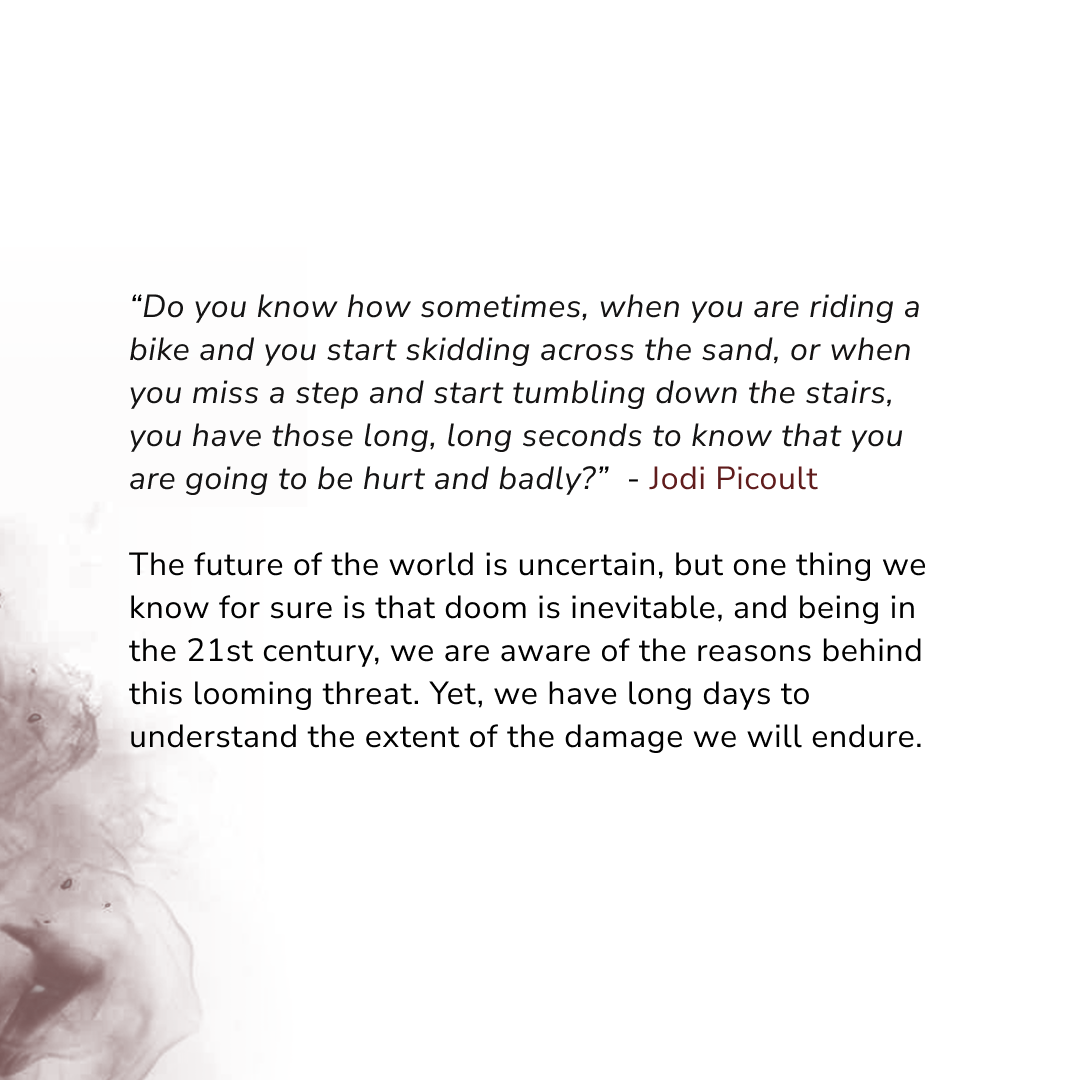 “Do you know how sometimes, when you are riding a
bike and you start skidding across the sand, or when
you miss a step and start tumbling down the stairs,
you have those long, long seconds to know that you
are going to be hurt and badly?” - Jodi Picoult
The future of the world is uncertain, but one thing we
know for sure is that doom is inevitable, and being in
the 21st century, we are aware of the reasons behind
this looming threat. Yet, we have long days to
understand the extent of the damage we will endure.